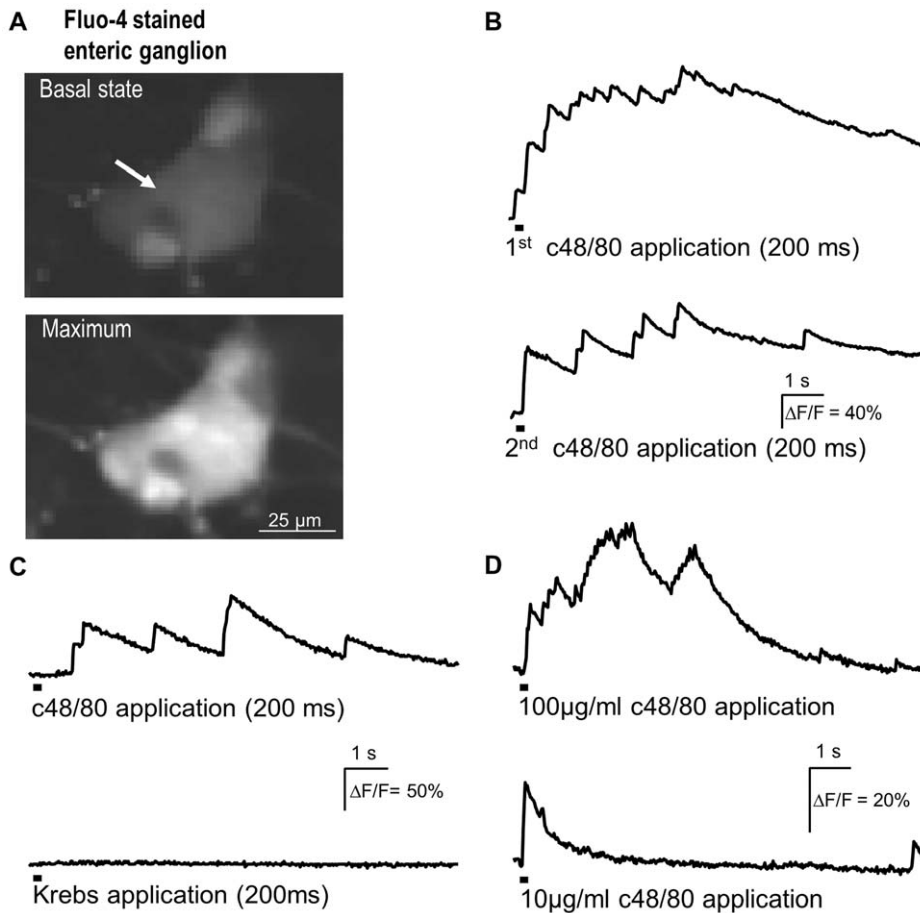 A
Fluo-4 stained
enteric ganglion
Basal state
Maximum
25 µm
B
1st c48/80 application (200 ms)
1 s
ΔF/F = 40%
2nd c48/80 application (200 ms)
C
c48/80 application (200 ms)
1 s
ΔF/F= 50%
Krebs application (200ms)
D
100µg/ml c48/80 application
1 s
ΔF/F = 20%
10µg/ml c48/80 application